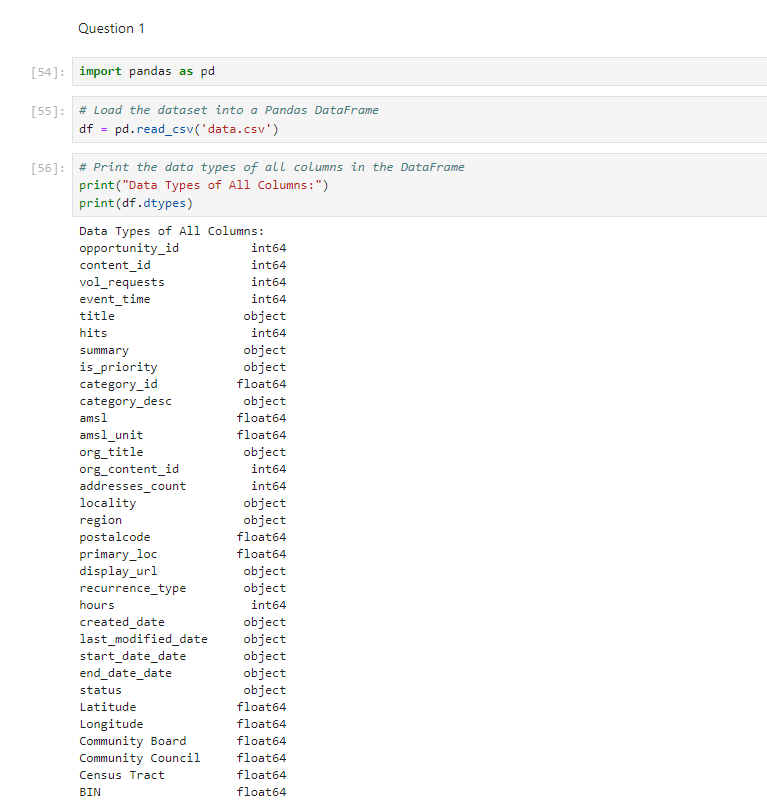 Question 1
[54]: import pandas as pd
[55]: # Load the dataset into a Pandas DataFrame
df = pd.read_csv('data.csv')
[56]: # Print the data types of all columns in the DataFrame
print("Data Types of All Columns:")
print(df.dtypes)
Data Types of All Columns:
opportunity_id int64
content_id int64
vol_requests int64
event_time int64
title object
hits int64
summary object
is_priority object
category_id float64
category_desc object
amsl float64
amsl_unit float64
org_title object
org_content_id int64
addresses_count int64
locality object
region object
postalcode float64
primary_loc float64
display_url object
recurrence_type object
hours int64
created_date object
last_modified_date object
start_date_date object
end_date_date object
status object
Latitude float64
Longitude float64
Community Board float64
Community Council float64
Census Tract float64
BIN float64